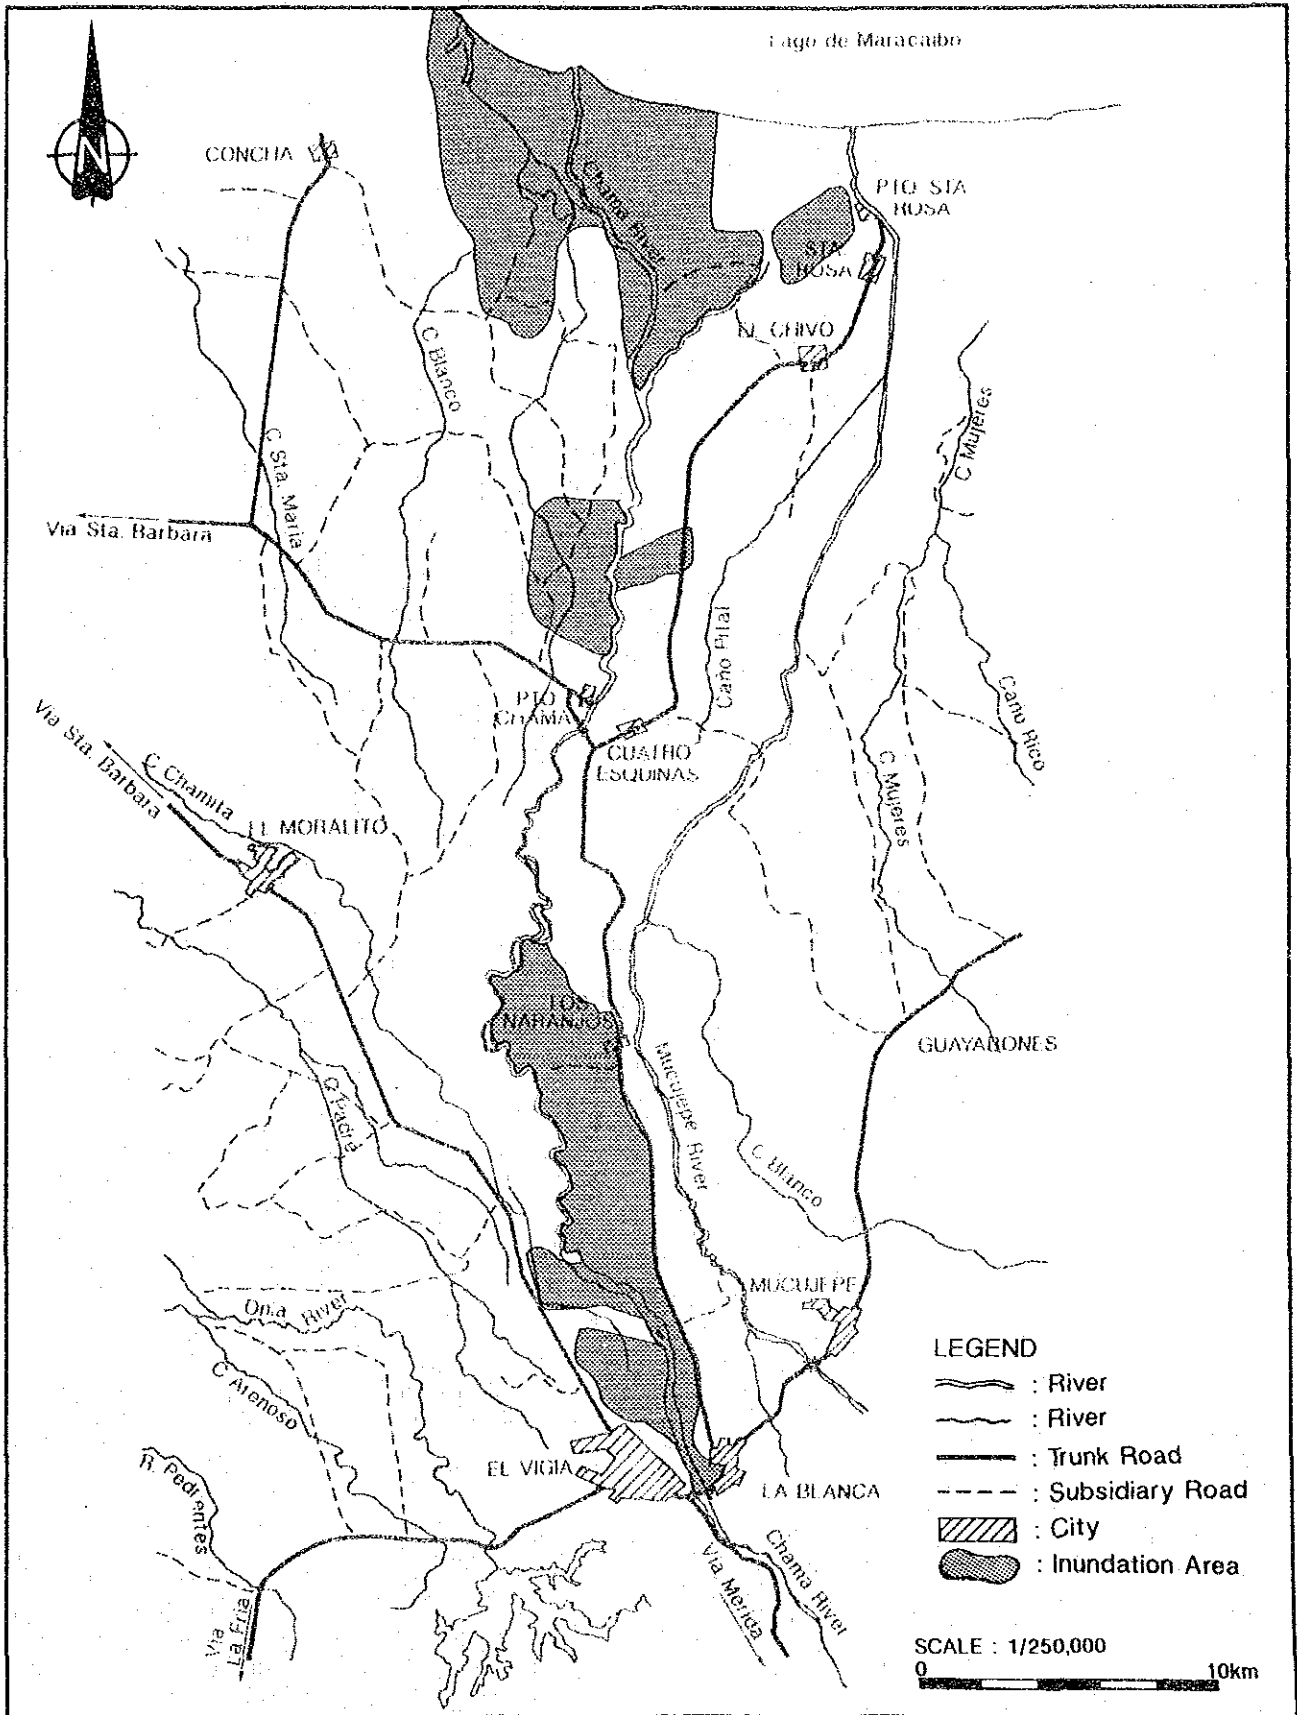 Lago de Maracaibo
N
CONCHA
Chama River
PTO STA
ROSA
STA
ROSA
EL CHIVO
C Blanco
C Mujeres
C Sta. Maria
Via Sta. Barbara
Caño Pital
Caño Rico
PTO
CHAMA
CUATRO
ESQUINAS
Via Sta. Barbara
C Chamita
EL MORALITO
C Mujeres
LOS
NARANJOS
GUAYABONES
Mucujepe River
C Padre
C Blanco
MUCUJEPE
Onia River
C Arenoso
R. Pedrentes
EL VIGIA
LA BLANCA
Via
La Fria
Via Merida
Chama River
LEGEND
: River
: River
: Trunk Road
: Subsidiary Road
: City
: Inundation Area
SCALE : 1/250,000
0 10km